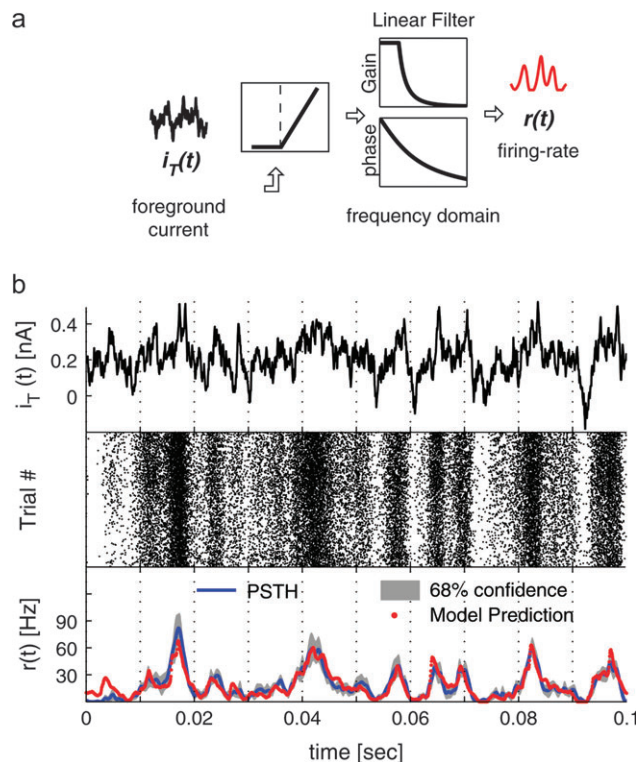 a
Linear Filter
Gain
phase
i_T(t)
foreground
current
frequency domain
r(t)
firing-rate
b
i_T (t) [nA]
0.4
0.2
0
Trial #
r(t) [Hz]
90
60
30
PSTH
68% confidence
Model Prediction
0 0.02 0.04 0.06 0.08 0.1
time [sec]